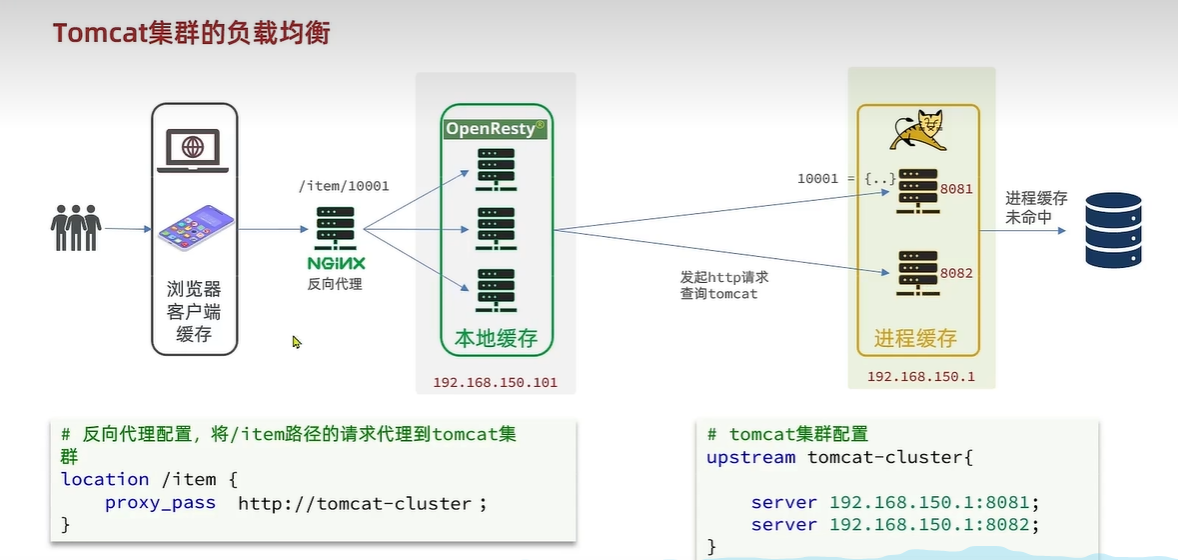 Tomcat集群的负载均衡
/item/10001
NGiNX
反向代理
浏览器
客户端
缓存
OpenResty®
本地缓存
192.168.150.101
发起http请求
查询tomcat
10001 = {..}
8081
8082
进程缓存
192.168.150.1
进程缓存
未命中
# 反向代理配置，将/item路径的请求代理到tomcat集
群
location /item {
    proxy_pass  http://tomcat-cluster ;
}
# tomcat集群配置
upstream tomcat-cluster{
    server 192.168.150.1:8081;
    server 192.168.150.1:8082;
}